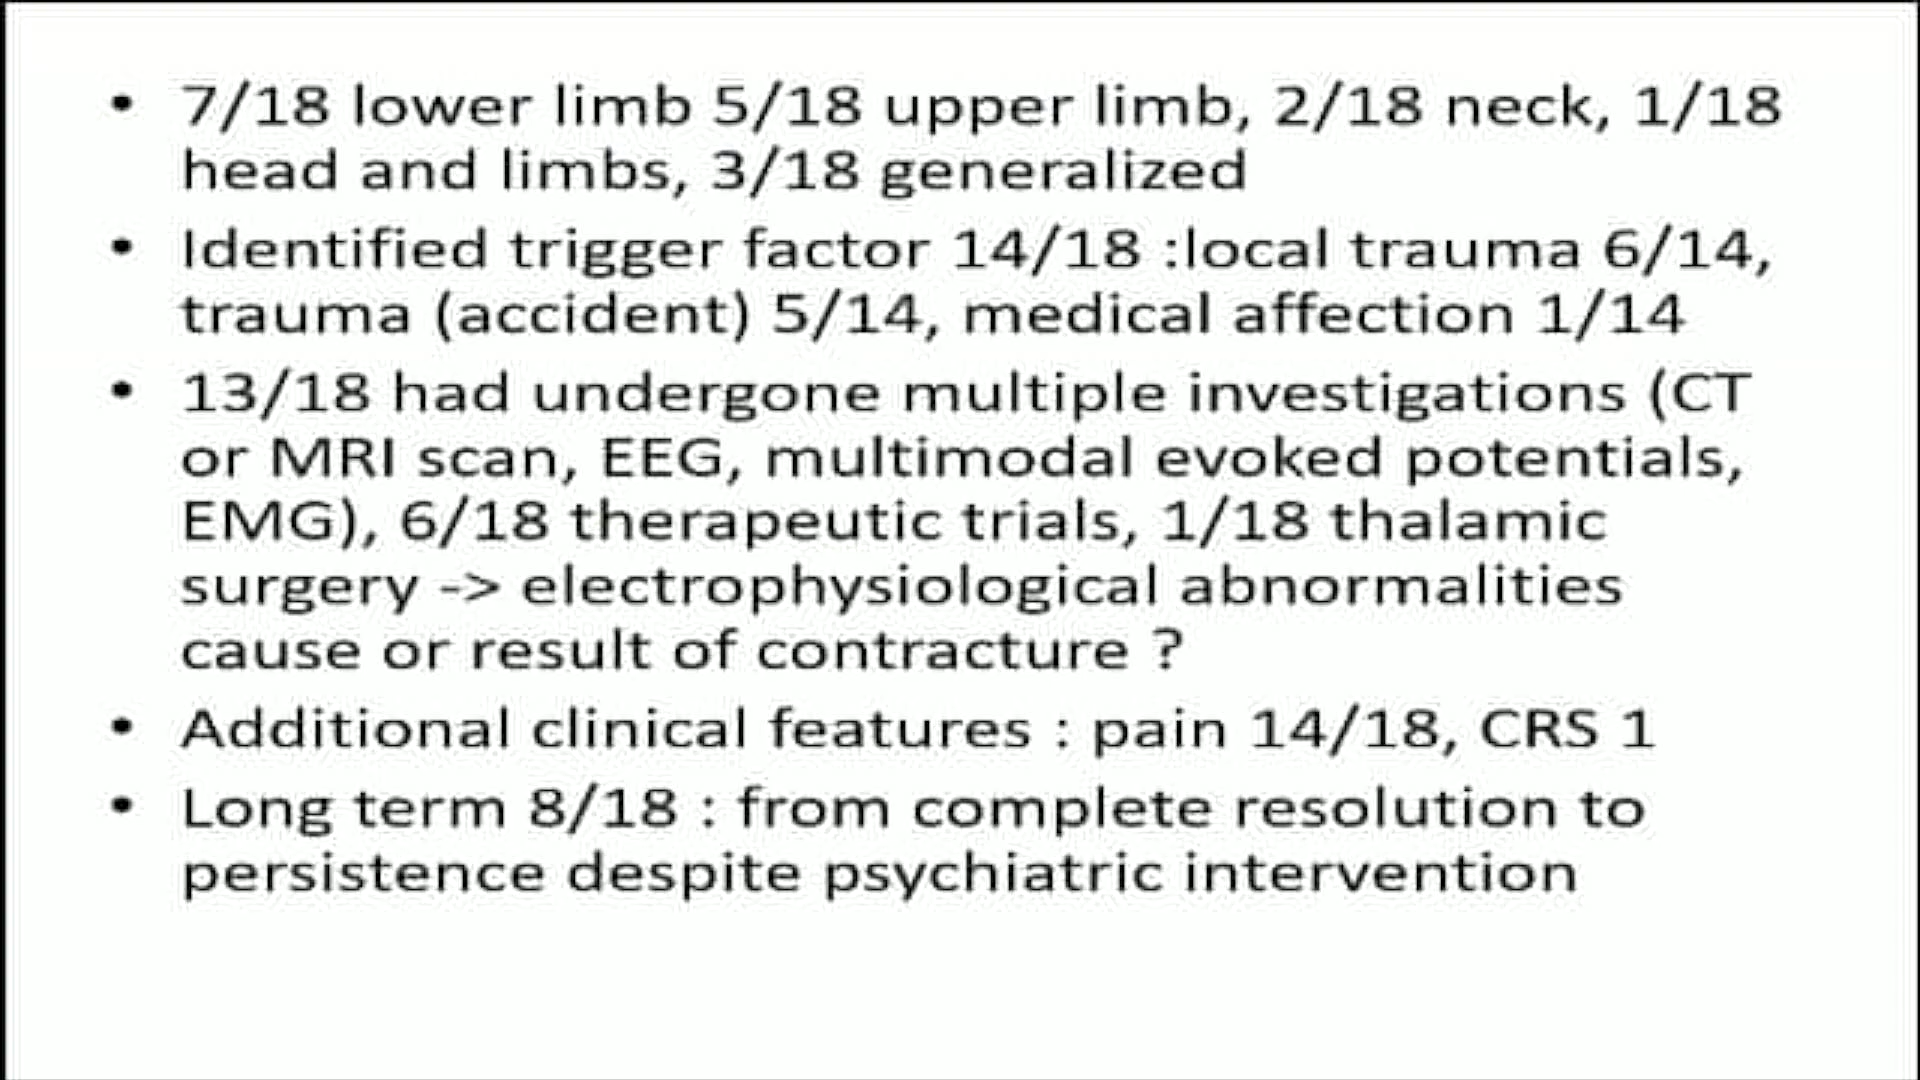 • 7/18 lower limb 5/18 upper limb, 2/18 neck, 1/18
head and limbs, 3/18 generalized
• Identified trigger factor 14/18 :local trauma 6/14,
trauma (accident) 5/14, medical affection 1/14
• 13/18 had undergone multiple investigations (CT
or MRI scan, EEG, multimodal evoked potentials,
EMG), 6/18 therapeutic trials, 1/18 thalamic
surgery -> electrophysiological abnormalities
cause or result of contracture ?
• Additional clinical features : pain 14/18, CRS 1
• Long term 8/18 : from complete resolution to
persistence despite psychiatric intervention